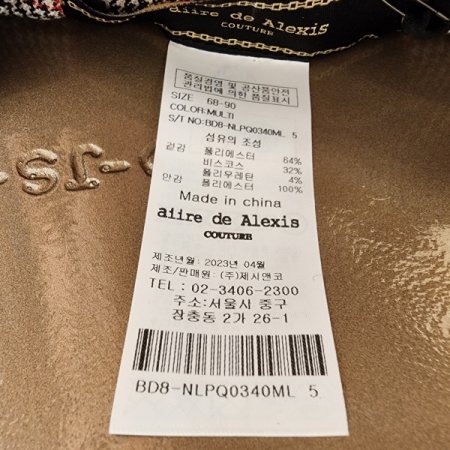 aiire de Alexis
COUTURE
품질경영 및 공산품안전
관리법에 의한 품질표시
SIZE 68-90
COLOR:MULTI
S/T NO:BD8-NLPQ0340ML 5
섬유의 조성
겉감 폴리에스터 64%
비스코스 32%
폴리우레탄 4%
안감 폴리에스터 100%
Made in china
aiire de Alexis
COUTURE
제조년월 : 2023년 04월
제조/판매원 : (주)제시앤코
TEL : 02-3406-2300
주소:서울시 중구
장충동 2가 26-1
BD8-NLPQ0340ML 5